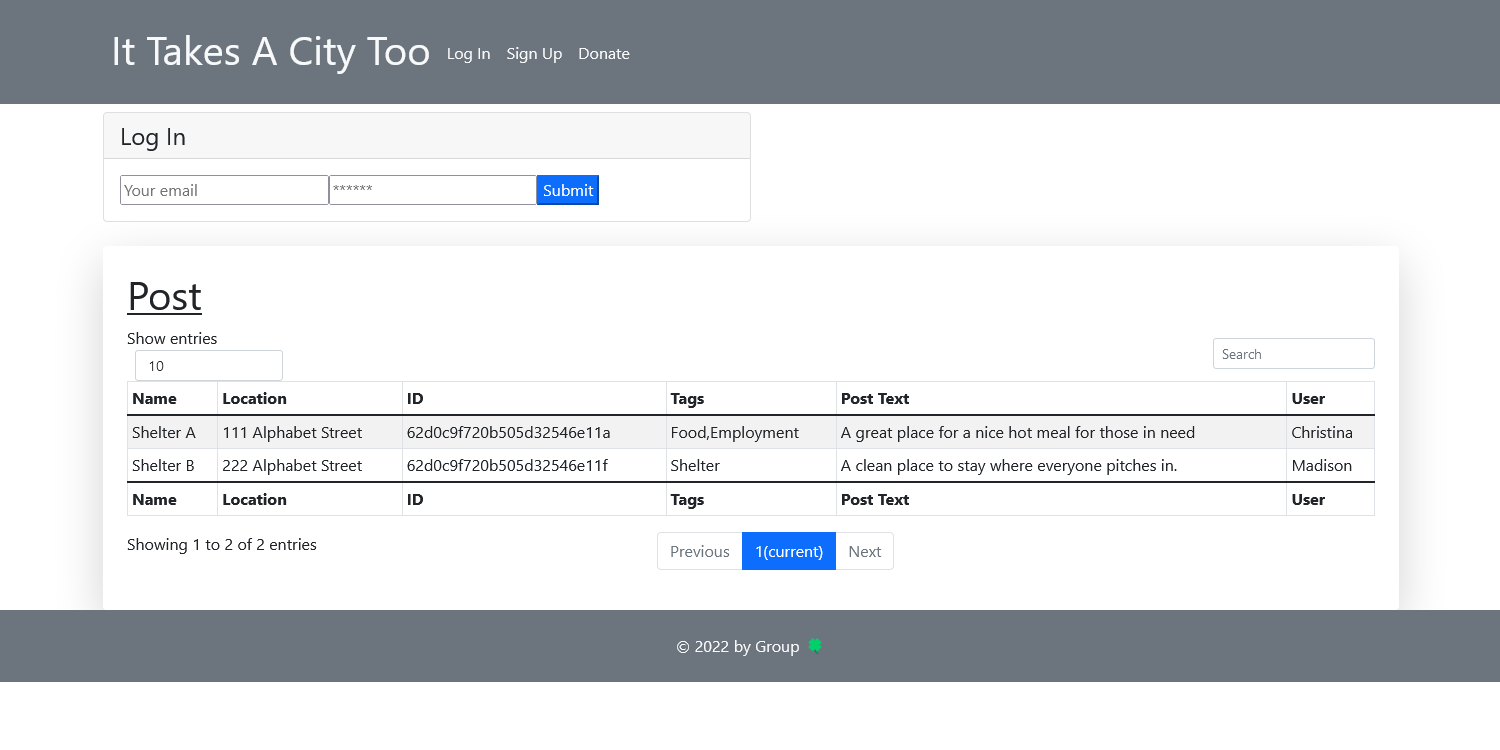 It Takes A City Too Log In Sign Up Donate
Log In
Your email ****** Submit
Post
Show entries
10
Search
Name Location ID Tags Post Text User
Shelter A 111 Alphabet Street 62d0c9f720b505d32546e11a Food,Employment A great place for a nice hot meal for those in need Christina
Shelter B 222 Alphabet Street 62d0c9f720b505d32546e11f Shelter A clean place to stay where everyone pitches in. Madison
Name Location ID Tags Post Text User
Showing 1 to 2 of 2 entries
Previous 1(current) Next
© 2022 by Group 🍀